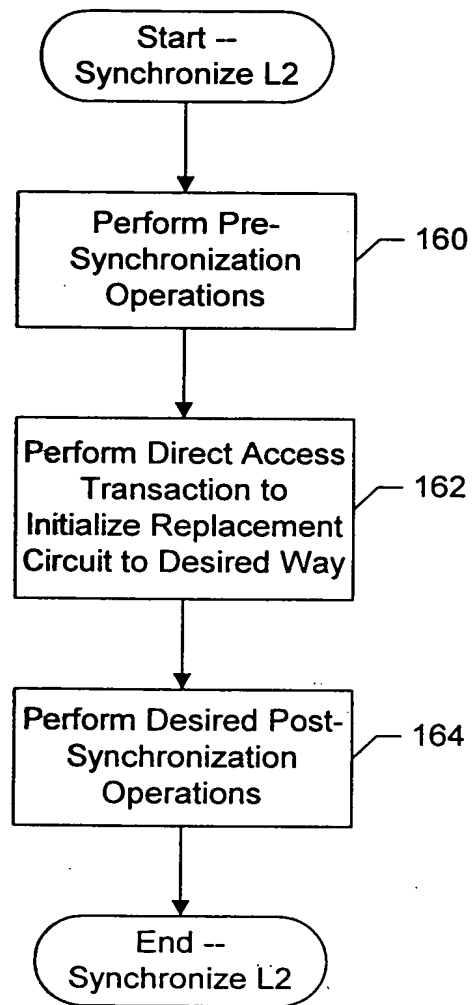 Start --
Synchronize L2
Perform Pre-
Synchronization
Operations
160
Perform Direct Access
Transaction to
Initialize Replacement
Circuit to Desired Way
162
Perform Desired Post-
Synchronization
Operations
164
End --
Synchronize L2